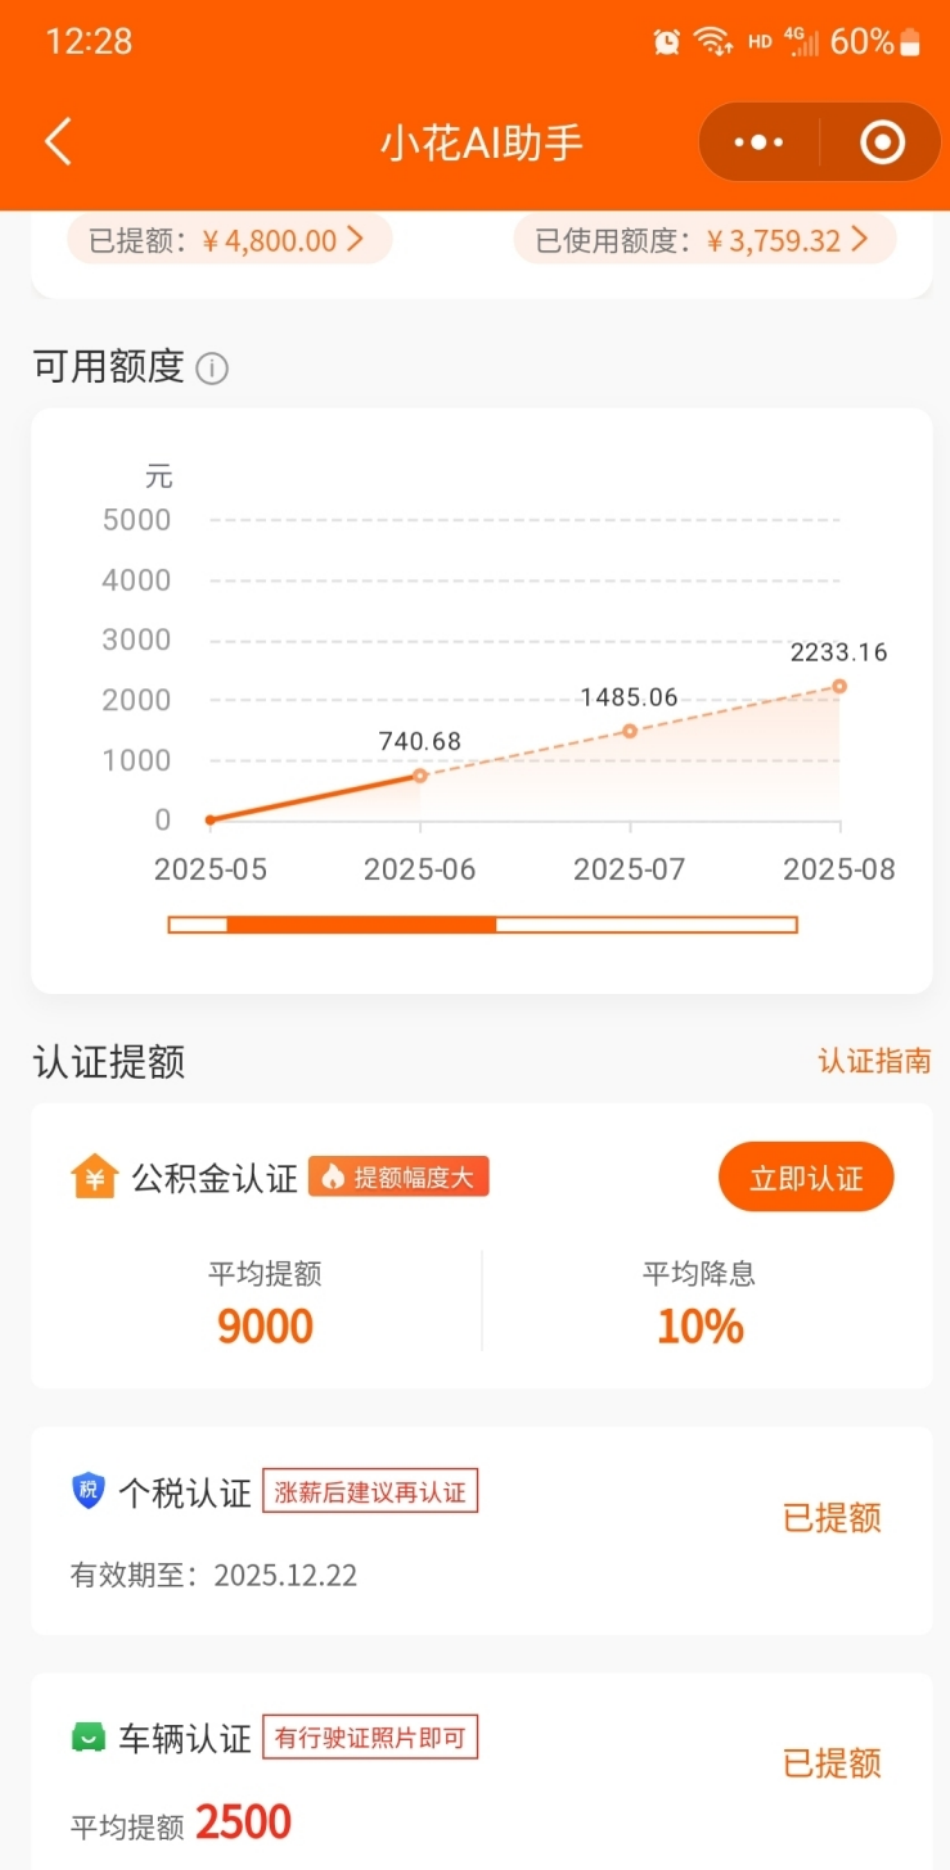 12:28
HD 4G 60%
小花AI助手
已提额：¥4,800.00
已使用额度：¥3,759.32
可用额度
元
5000
4000
3000
2000
1000
0
740.68
1485.06
2233.16
2025-05 2025-06 2025-07 2025-08
认证提额
认证指南
公积金认证 提额幅度大
立即认证
平均提额
9000
平均降息
10%
税 个税认证 涨薪后建议再认证
已提额
有效期至：2025.12.22
车辆认证 有行驶证照片即可
已提额
平均提额 2500